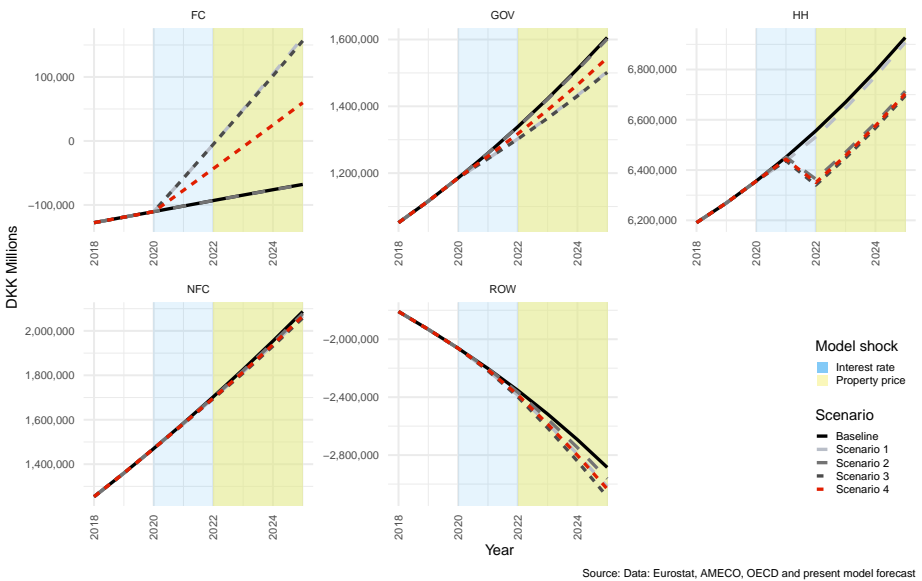 FC
GOV
HH
DKK Millions
100,000
0
−100,000
2018
2020
2022
2024
1,600,000
1,400,000
1,200,000
2018
2020
2022
2024
6,800,000
6,600,000
6,400,000
6,200,000
2018
2020
2022
2024
NFC
ROW
2,000,000
1,800,000
1,600,000
1,400,000
2018
2020
2022
2024
−2,000,000
−2,400,000
−2,800,000
2018
2020
2022
2024
Year
Model shock
Interest rate
Property price
Scenario
Baseline
Scenario 1
Scenario 2
Scenario 3
Scenario 4
Source: Data: Eurostat, AMECO, OECD and present model forecast